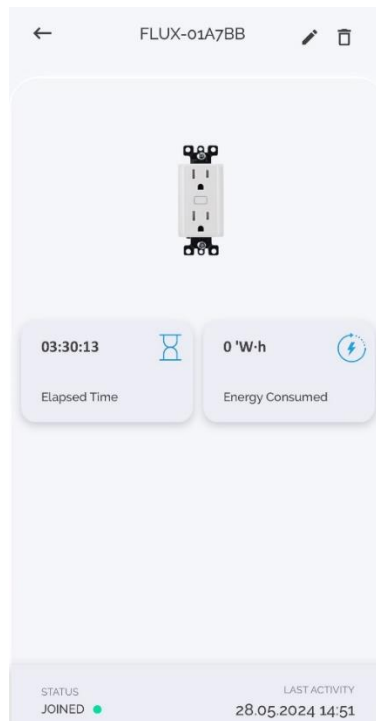 FLUX-01A7BB
03:30:13
Elapsed Time
0 'W·h
Energy Consumed
STATUS
JOINED
LAST ACTIVITY
28.05.2024 14:51